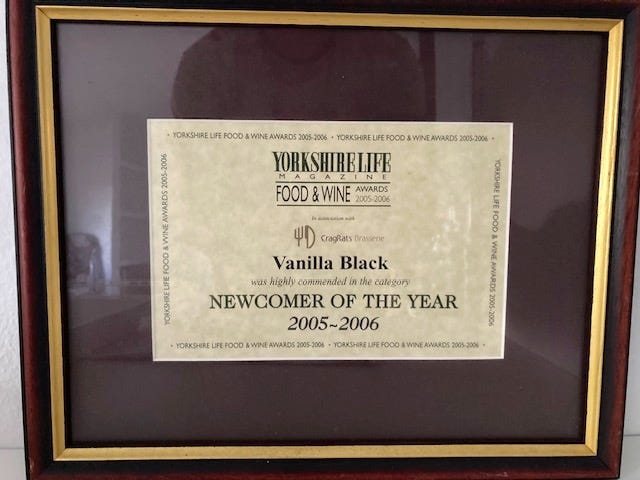 • YORKSHIRE LIFE FOOD & WINE AWARDS 2005-2006 • YORKSHIRE LIFE FOOD & WINE AWARDS 2005-2006 •
YORKSHIRE LIFE FOOD & WINE AWARDS 2005-2006
YORKSHIRE LIFE
MAGAZINE
FOOD & WINE AWARDS 2005-2006
In association with
CragRats Brasserie
Vanilla Black
was highly commended in the category
NEWCOMER OF THE YEAR
2005~2006
YORKSHIRE LIFE FOOD & WINE AWARDS 2005-2006
• YORKSHIRE LIFE FOOD & WINE AWARDS 2005-2006 • YORKSHIRE LIFE FOOD & WINE AWARDS 2005-2006 •